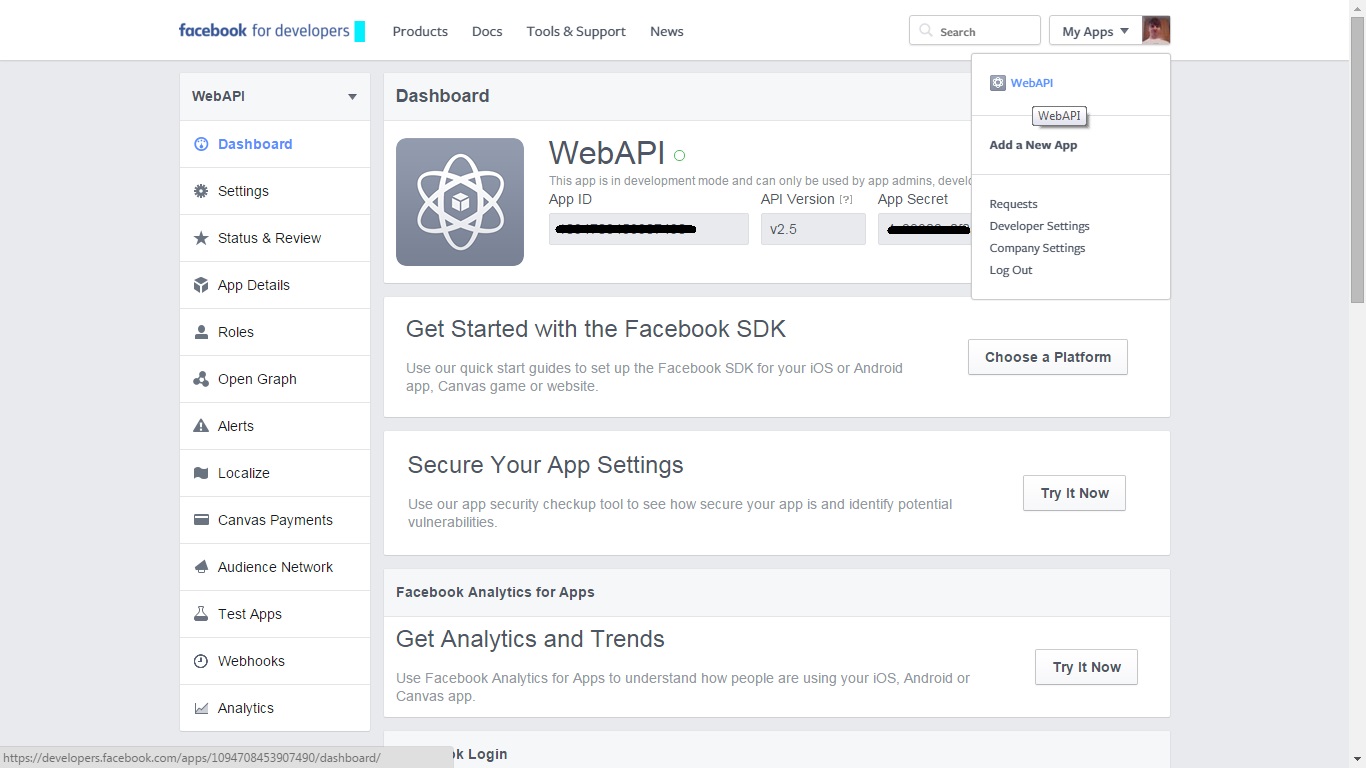 facebook for developers
Products
Docs
Tools & Support
News
Search
My Apps
WebAPI
Dashboard
Settings
Status & Review
App Details
Roles
Open Graph
Alerts
Localize
Canvas Payments
Audience Network
Test Apps
Webhooks
Analytics
Dashboard
WebAPI
This app is in development mode and can only be used by app admins,
App ID
API Version [?]
App Secret
v2.5
WebAPI
WebAPI
Add a New App
Requests
Developer Settings
Company Settings
Log Out
Get Started with the Facebook SDK
Use our quick start guides to set up the Facebook SDK for your iOS or Android
app, Canvas game or website.
Choose a Platform
Secure Your App Settings
Use our app security checkup tool to see how secure your app is and identify potential
vulnerabilities.
Try It Now
Facebook Analytics for Apps
Get Analytics and Trends
Use Facebook Analytics for Apps to understand how people are using your iOS, Android or
Canvas app.
Try It Now
Login
https://developers.facebook.com/apps/1094708453907490/dashboard/